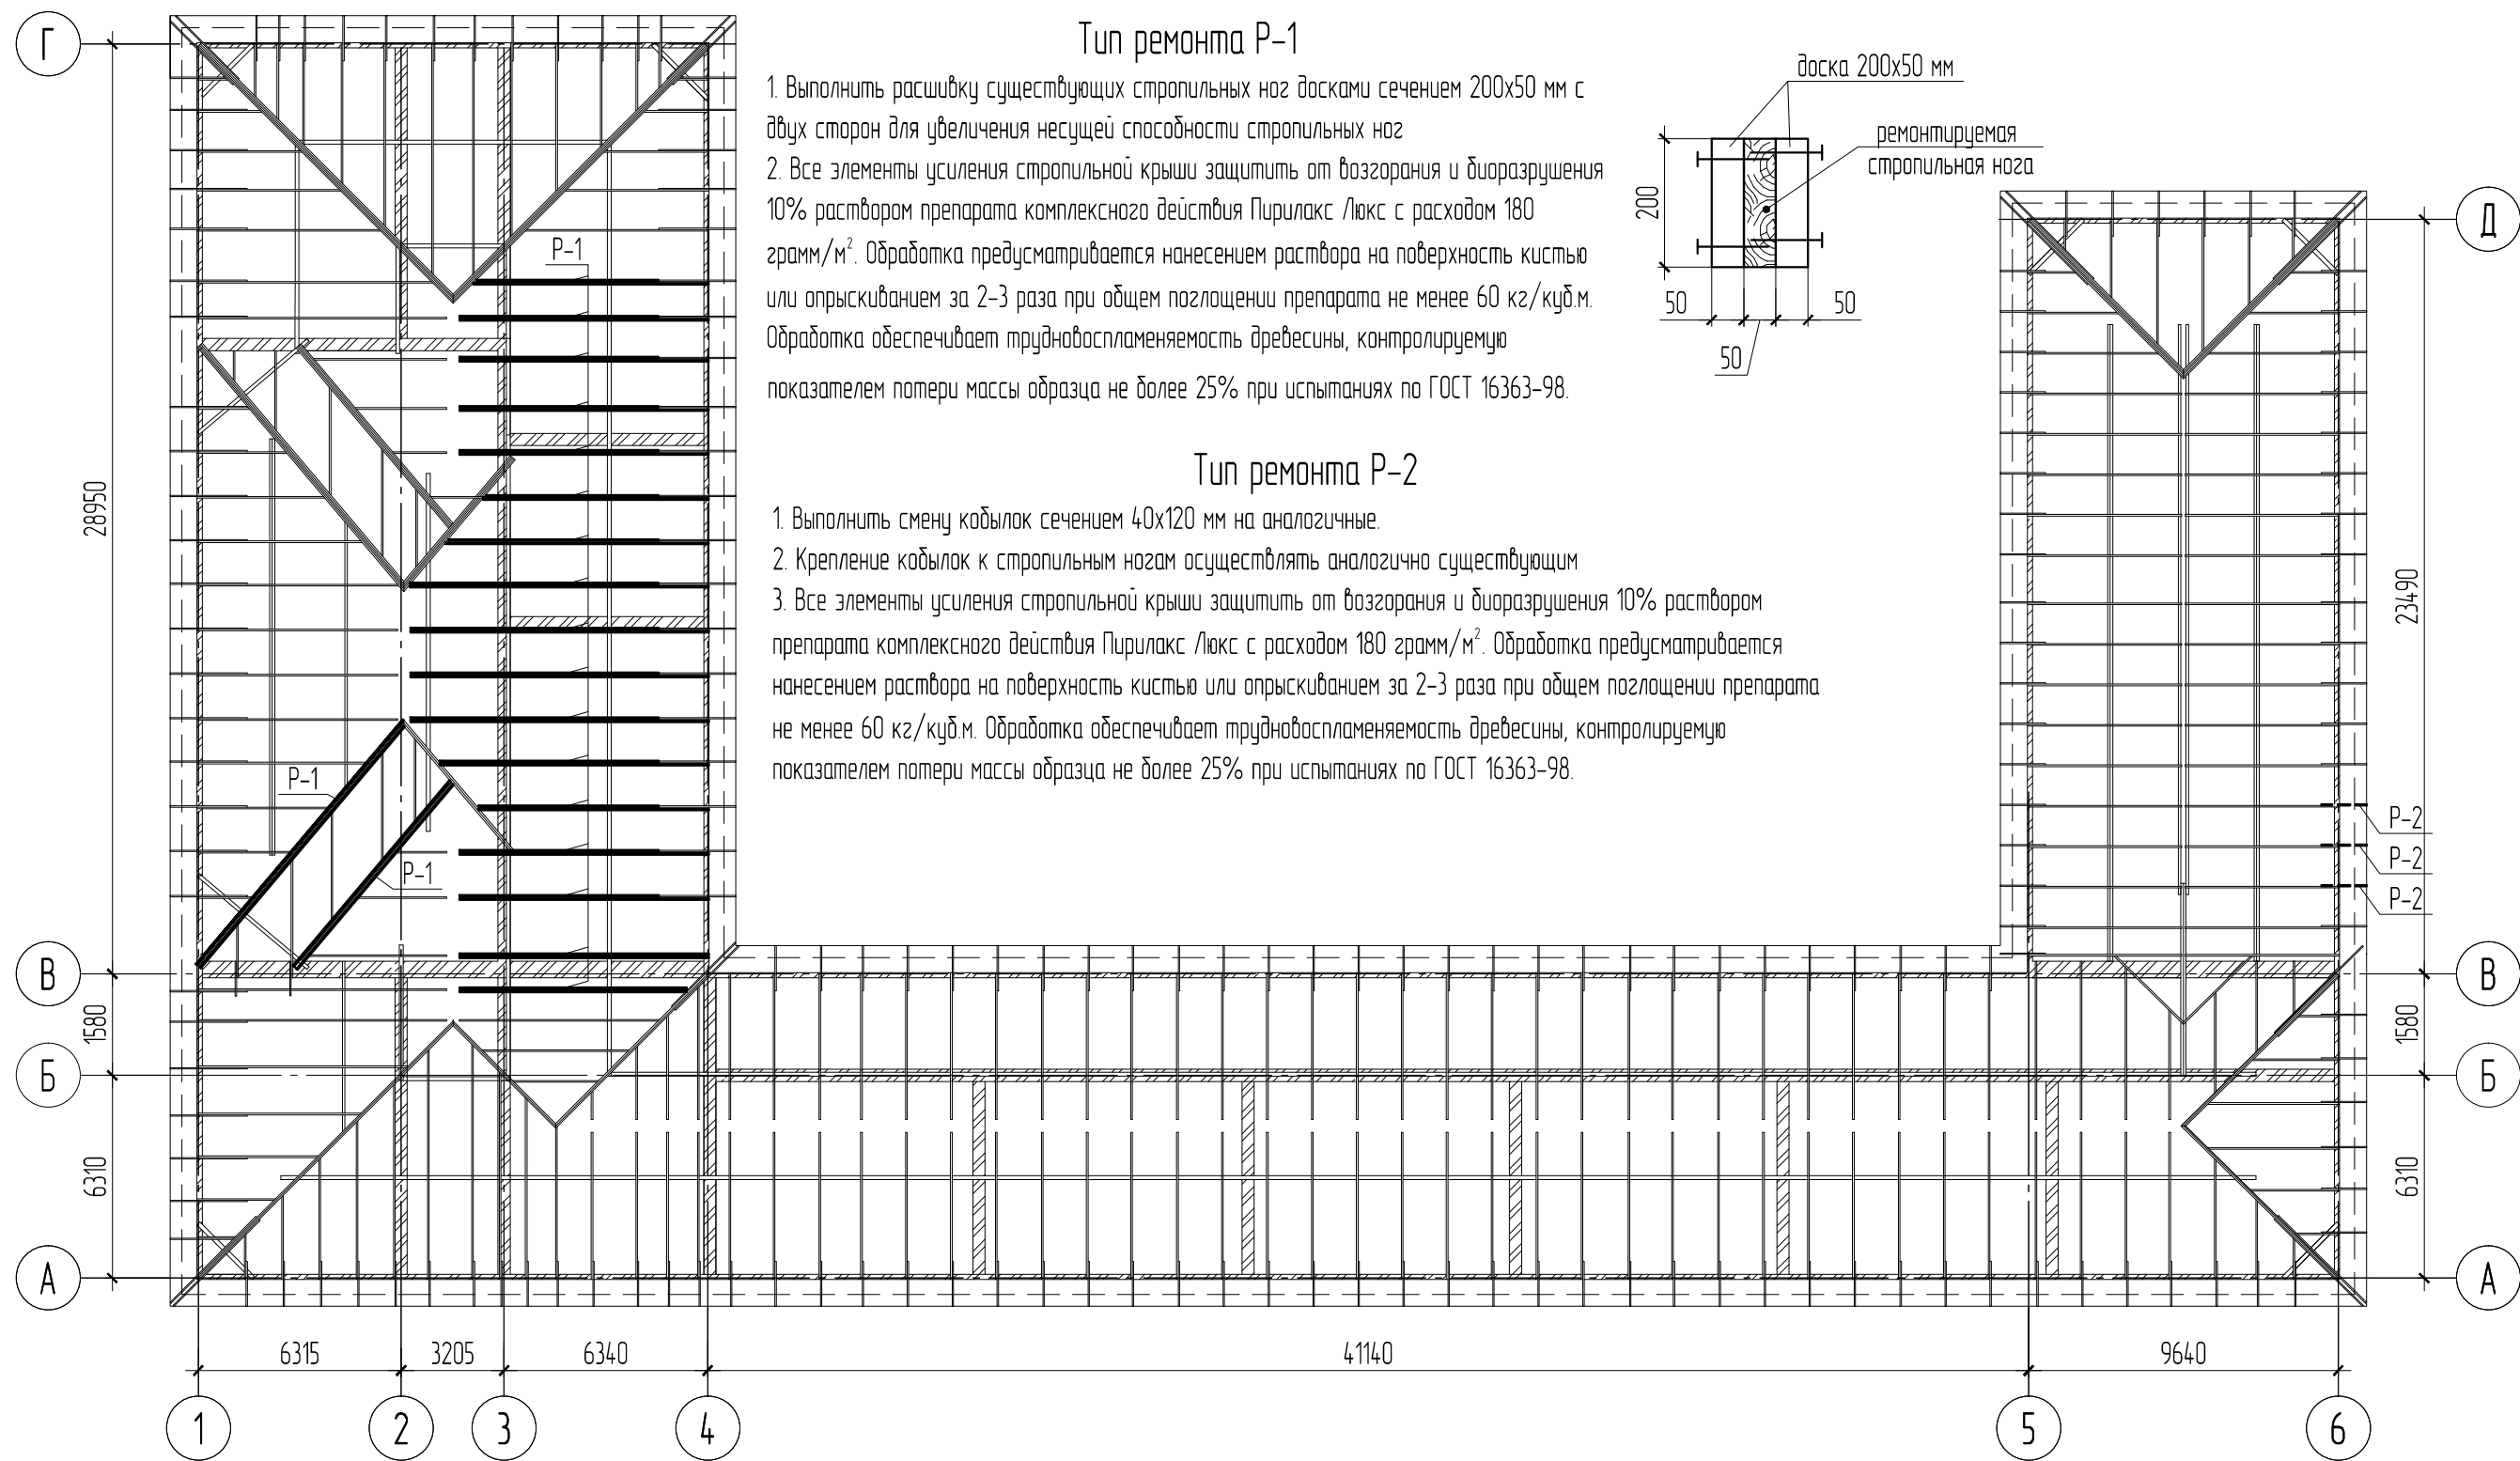 Г
Тип ремонта Р-1
1. Выполнить расшивку существующих стропильных ног досками сечением 200х50 мм с
двух сторон для увеличения несущей способности стропильных ног
2. Все элементы усиления стропильной крыши защитить от возгорания и биоразрушения
10% раствором препарата комплексного действия Пирилакс Люкс с расходом 180
грамм/м². Обработка предусматривается нанесением раствора на поверхность кистью
или опрыскиванием за 2-3 раза при общем поглощении препарата не менее 60 кг/куб.м.
Обработка обеспечивает трудновоспламеняемость древесины, контролируемую
показателем потери массы образца не более 25% при испытаниях по ГОСТ 16363-98.
доска 200х50 мм
ремонтируемая
стропильная нога
200
50
50
50
Д
Р-1
Тип ремонта Р-2
1. Выполнить смену кобылок сечением 40х120 мм на аналогичные.
2. Крепление кобылок к стропильным ногам осуществлять аналогично существующим
3. Все элементы усиления стропильной крыши защитить от возгорания и биоразрушения 10% раствором
препарата комплексного действия Пирилакс Люкс с расходом 180 грамм/м². Обработка предусматривается
нанесением раствора на поверхность кистью или опрыскиванием за 2-3 раза при общем поглощении препарата
не менее 60 кг/куб.м. Обработка обеспечивает трудновоспламеняемость древесины, контролируемую
показателем потери массы образца не более 25% при испытаниях по ГОСТ 16363-98.
28950
23490
Р-1
Р-1
Р-2
Р-2
Р-2
В
В
1580
1580
Б
Б
6310
6310
А
А
6315
3205
6340
41140
9640
1
2
3
4
5
6